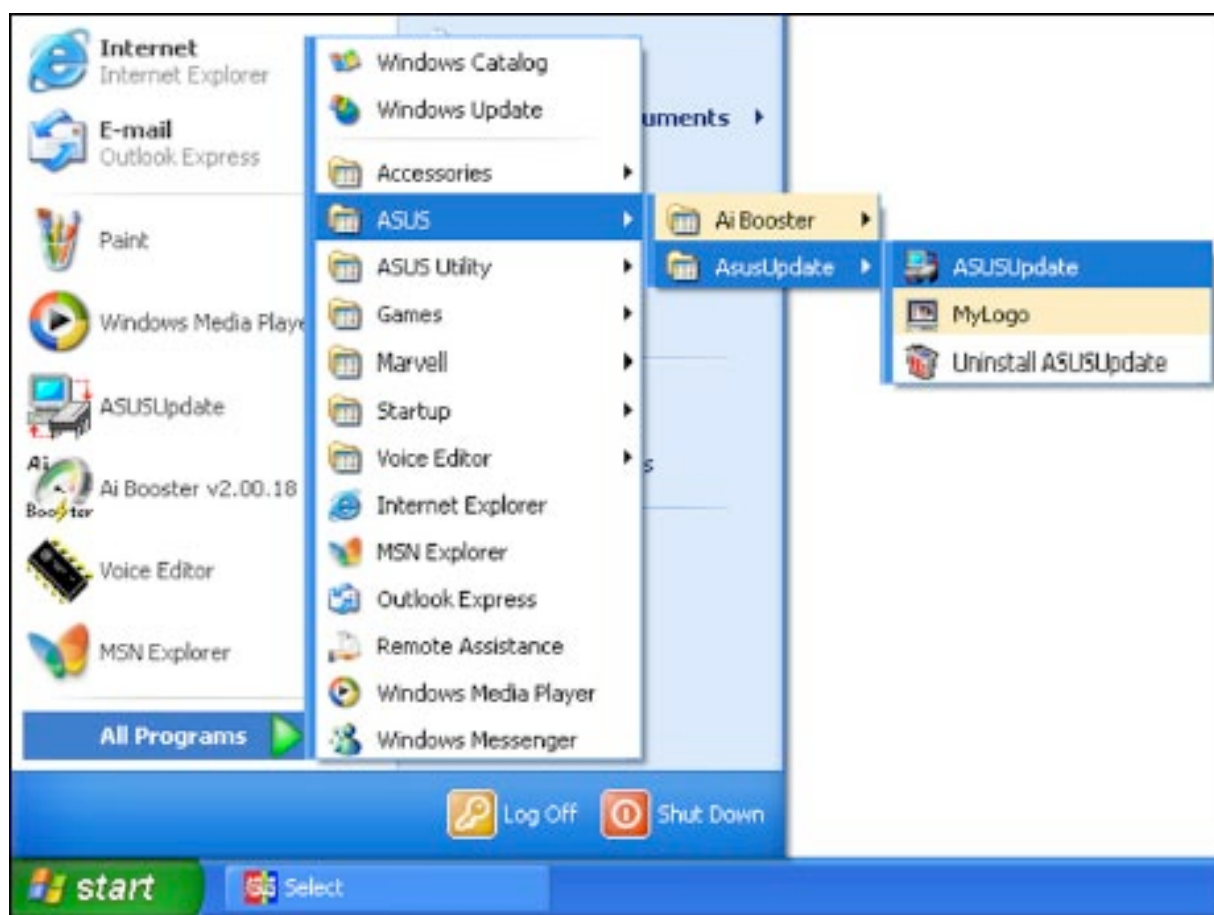 Internet
Internet Explorer
E-mail
Outlook Express
Paint
Windows Media Playe
ASUSUpdate
Ai Booster
Ai Booster v2.00.18
Voice Editor
MSN Explorer
All Programs
Windows Catalog
Windows Update
Accessories
ASUS
ASUS Utility
Games
Marvell
Startup
Voice Editor
Internet Explorer
MSN Explorer
Outlook Express
Remote Assistance
Windows Media Player
Windows Messenger
uments
s
Ai Booster
AsusUpdate
ASUSUpdate
MyLogo
Uninstall ASUSUpdate
Log Off
Shut Down
start
Select